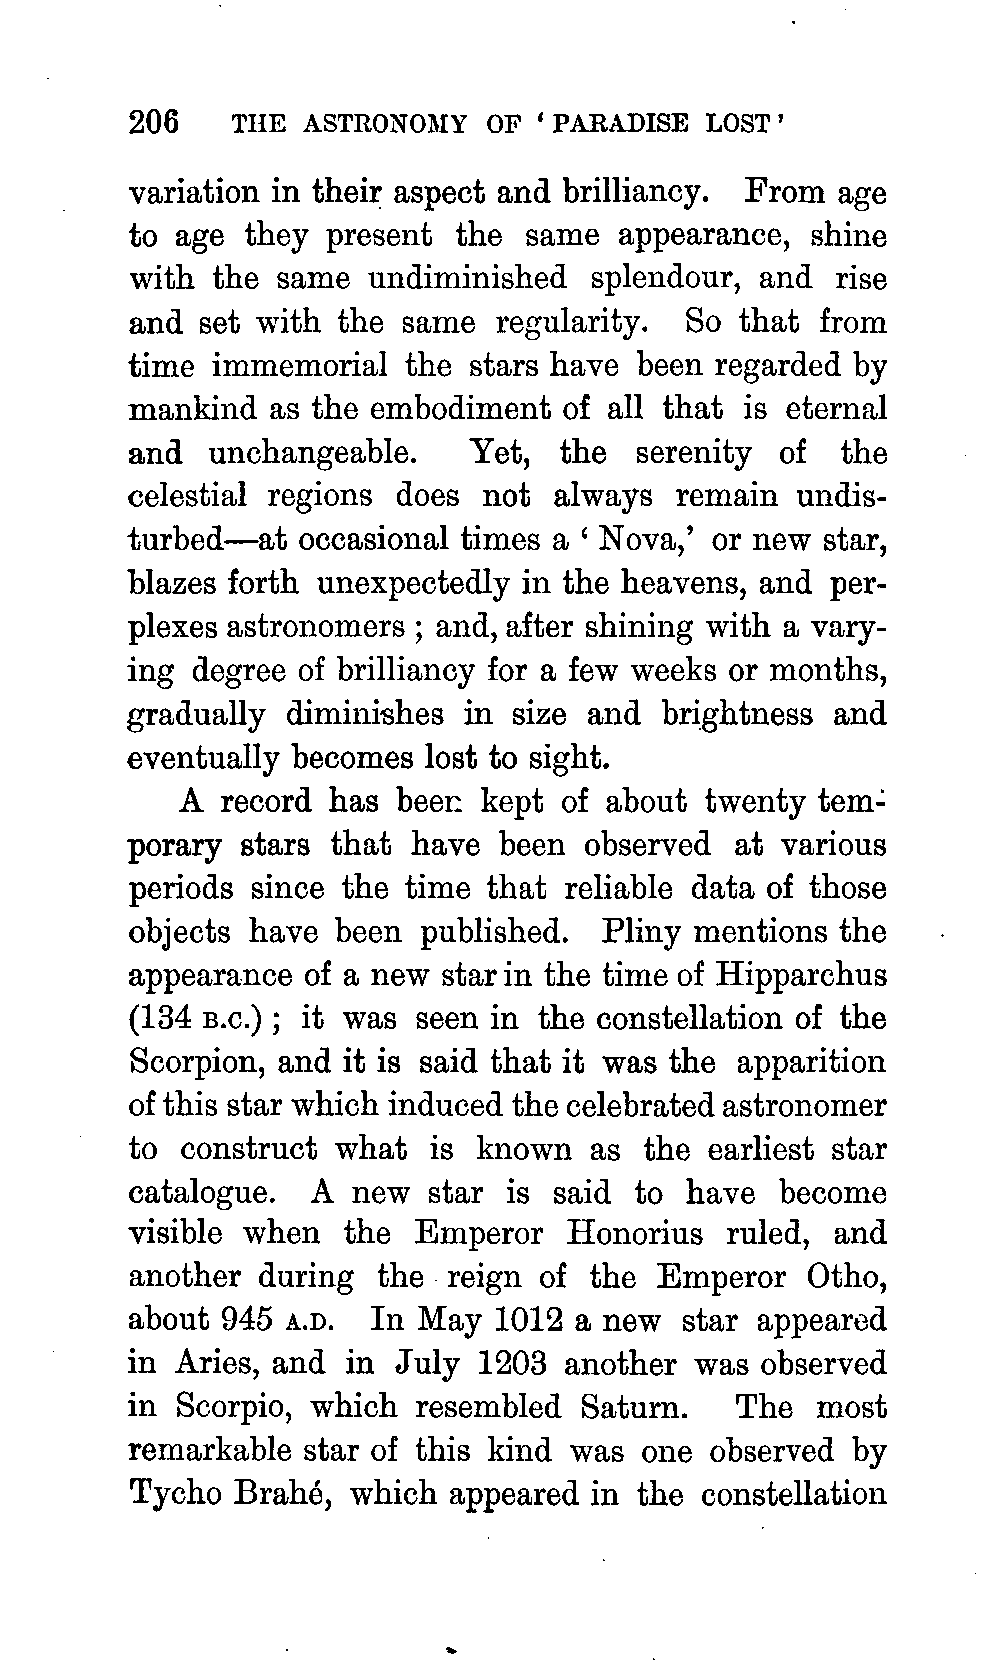 206 THE ASTRONOMY OF ‘ PARADISE LOST ’
variation in their aspect and brilliancy. From age
to age they present the same appearance, shine
with the same undiminished splendour, and rise
and set with the same regularity. So that from
time immemorial the stars have been regarded by
mankind as the embodiment of all that is eternal
and unchangeable. Yet, the serenity of the
celestial regions does not always remain undis-
turbed—at occasional times a ‘ Nova,’ or new star,
blazes forth unexpectedly in the heavens, and per-
plexes astronomers ; and, after shining with a vary-
ing degree of brilliancy for a few weeks or months,
gradually diminishes in size and brightness and
eventually becomes lost to sight.
A record has been kept of about twenty tem-
porary stars that have been observed at various
periods since the time that reliable data of those
objects have been published. Pliny mentions the
appearance of a new star in the time of Hipparchus
(134 B.C.) ; it was seen in the constellation of the
Scorpion, and it is said that it was the apparition
of this star which induced the celebrated astronomer
to construct what is known as the earliest star
catalogue. A new star is said to have become
visible when the Emperor Honorius ruled, and
another during the reign of the Emperor Otho,
about 945 A.D. In May 1012 a new star appeared
in Aries, and in July 1203 another was observed
in Scorpio, which resembled Saturn. The most
remarkable star of this kind was one observed by
Tycho Brahé, which appeared in the constellation